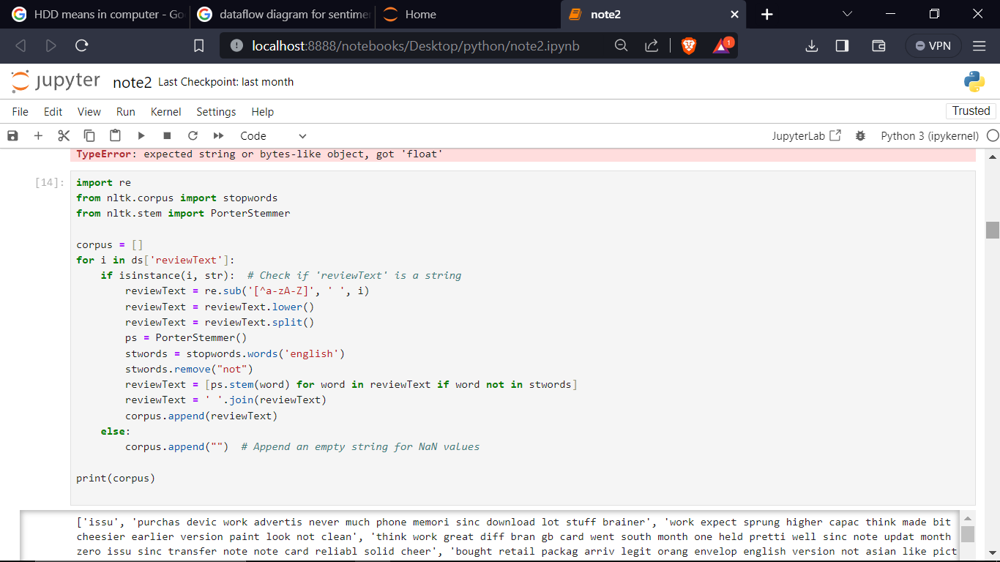 HDD means in computer - Go
dataflow diagram for sentimer
Home
note2
localhost:8888/notebooks/Desktop/python/note2.ipynb
1
VPN
jupyter note2 Last Checkpoint: last month
File Edit View Run Kernel Settings Help
Trusted
Code
JupyterLab
Python 3 (ipykernel)
TypeError: expected string or bytes-like object, got 'float'
[14]:
import re
from nltk.corpus import stopwords
from nltk.stem import PorterStemmer
corpus = []
for i in ds['reviewText']:
    if isinstance(i, str):  # Check if 'reviewText' is a string
        reviewText = re.sub('[^a-zA-Z]', ' ', i)
        reviewText = reviewText.lower()
        reviewText = reviewText.split()
        ps = PorterStemmer()
        stwords = stopwords.words('english')
        stwords.remove("not")
        reviewText = [ps.stem(word) for word in reviewText if word not in stwords]
        reviewText = ' '.join(reviewText)
        corpus.append(reviewText)
    else:
        corpus.append("")  # Append an empty string for NaN values
print(corpus)
['issu', 'purchas devic work advertis never much phone memori sinc download lot stuff brainer', 'work expect sprung higher capac think made bit
cheesier earlier version paint look not clean', 'think work great diff bran gb card went south month one held pretti well sinc note updat month
zero issu sinc transfer note note card reliabl solid cheer', 'bought retail packag arriv legit orang envelop english version not asian like pict